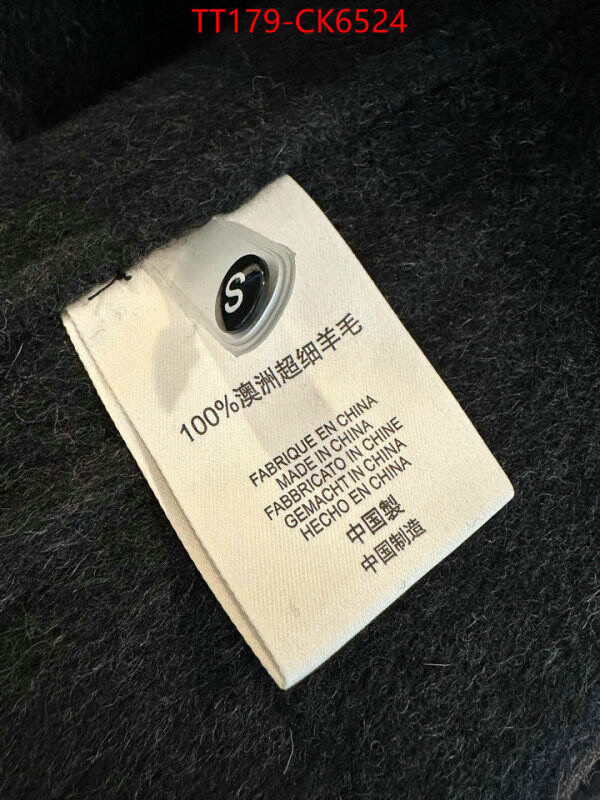 TT179-CK6524
S
100%澳洲超细羊毛
FABRIQUE EN CHINA
MADE IN CHINA
FABBRICATO IN CHINE
GEMACHT IN CHINA
HECHO EN CHINA
中国製
中国制造